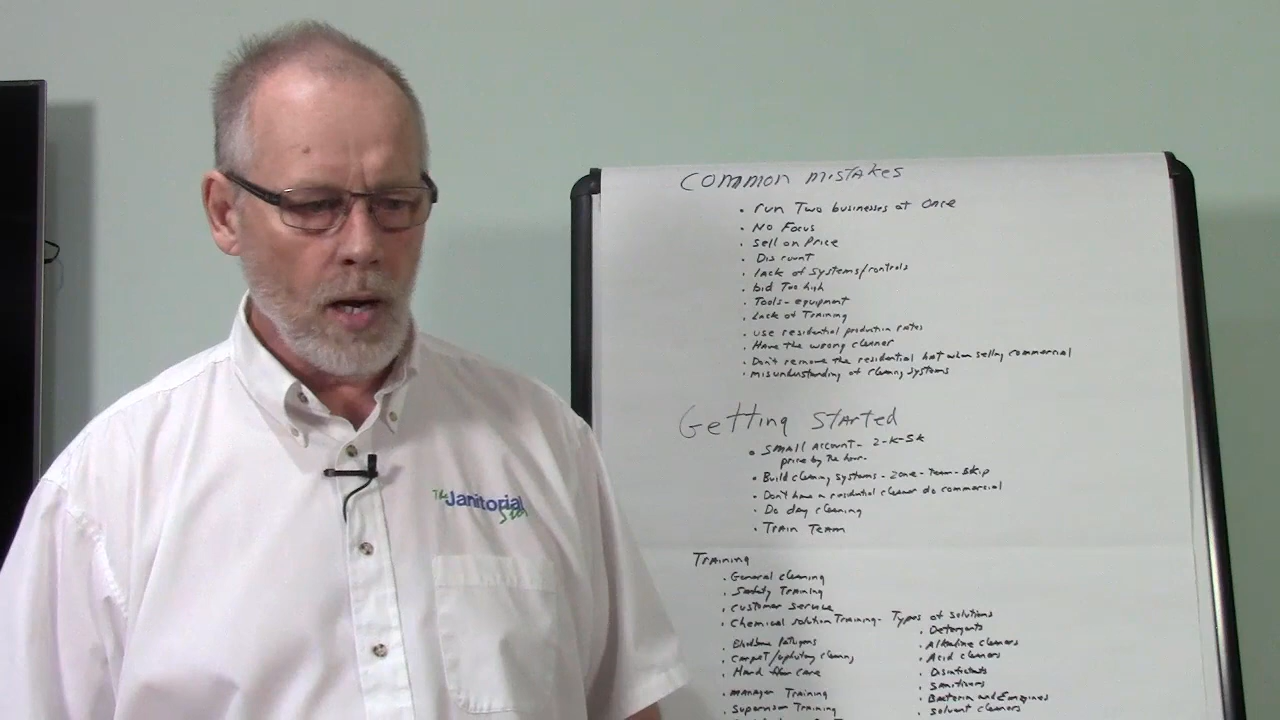 The Janitorial
Common mistakes
• run Two businesses at once
• No Focus
• Sell on Price
• Discount
• lack of systems/controls
• bid Too high
• Tools - equipment
• Lack of Training
• use residential production rates
• Have the wrong cleaner
• Don't remove the residential hat when selling commercial
• misunderstanding of cleaning systems
Getting Started
• SMALL ACCOUNT - 2-K-5K
price by the hour.
• Build cleaning systems - zone - Team - skip
• Don't have a residential cleaner do commercial
• Do day cleaning
• Train Team
Training
• General cleaning
• Safety Training
• customer service
• Chemical solution Training - Types of solutions
• Detergents
• Alkaline cleaners
• Acid cleaners
• Disinfectants
• Sanitizers
• Bacteria and Enzymes
• Solvent cleaners
• carpet/upholstery cleaning
• Hard floor care
• manager Training
• Supervisor Training